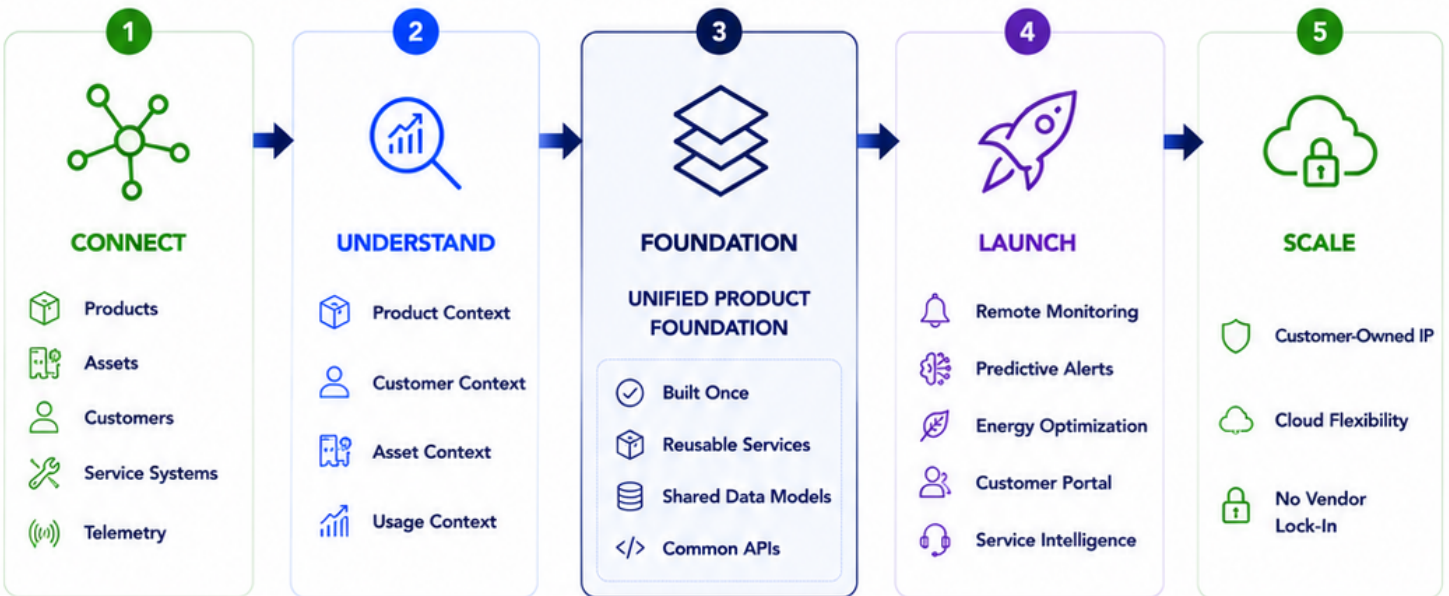 1
CONNECT
Products
Assets
Customers
Service Systems
Telemetry
2
UNDERSTAND
Product Context
Customer Context
Asset Context
Usage Context
3
FOUNDATION
UNIFIED PRODUCT
FOUNDATION
Built Once
Reusable Services
Shared Data Models
</> Common APIs
4
LAUNCH
Remote Monitoring
Predictive Alerts
Energy Optimization
Customer Portal
Service Intelligence
5
SCALE
Customer-Owned IP
Cloud Flexibility
No Vendor
Lock-In